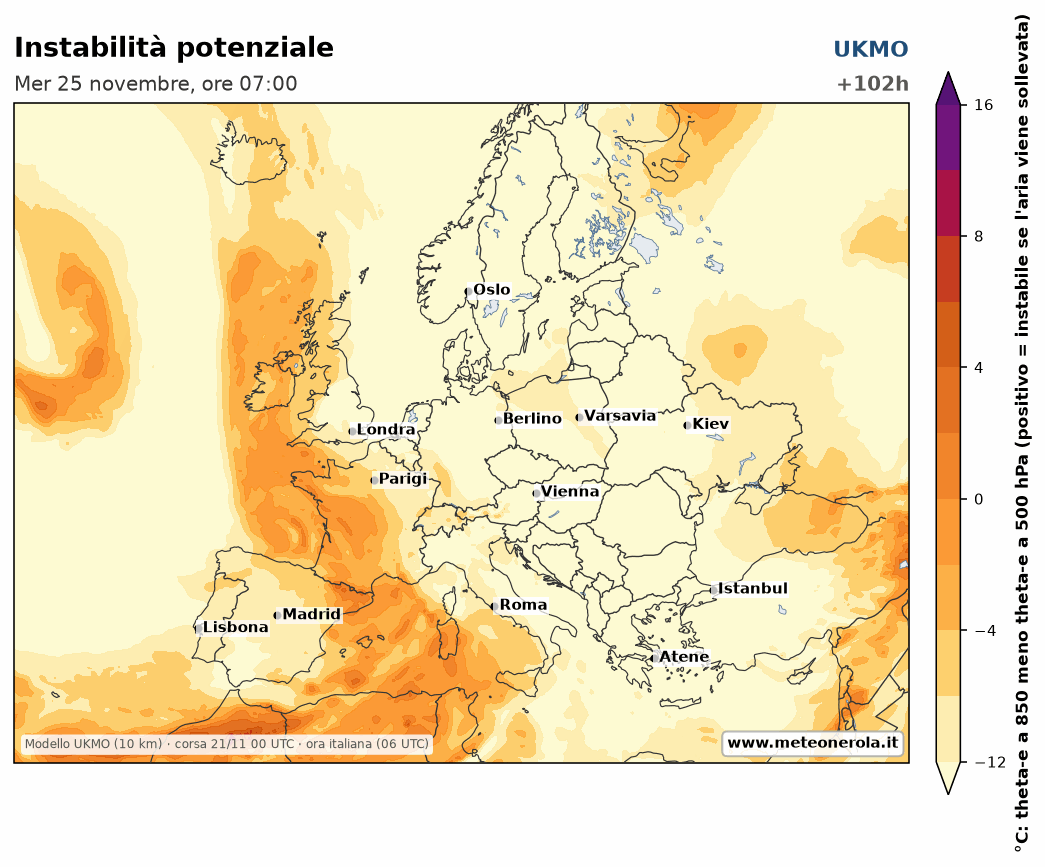 Instabilità potenziale
UKMO
Mer 25 novembre, ore 07:00
+102h
16
8
4
0
−4
−12
°C: theta-e a 850 meno theta-e a 500 hPa (positivo = instabile se l'aria viene sollevata)
Oslo
Berlino
Varsavia
Kiev
Londra
Parigi
Vienna
Istanbul
Roma
Madrid
Lisbona
Atene
Modello UKMO (10 km) · corsa 21/11 00 UTC · ora italiana (06 UTC)
www.meteonerola.it